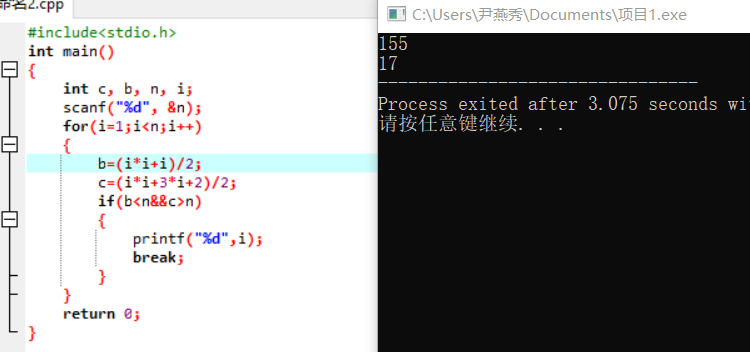 命名2.cpp
#include<stdio.h>
int main()
{
int c, b, n, i;
scanf("%d", &n);
for(i=1;i<n;i++)
{
b=(i*i+i)/2;
c=(i*i+3*i+2)/2;
if(b<n&&c>n)
{
printf("%d",i);
break;
}
}
return 0;
}
C:\Users\尹燕秀\Documents\项目1.exe
155
17
--------------------------------
Process exited after 3.075 seconds wi
请按任意键继续. . .